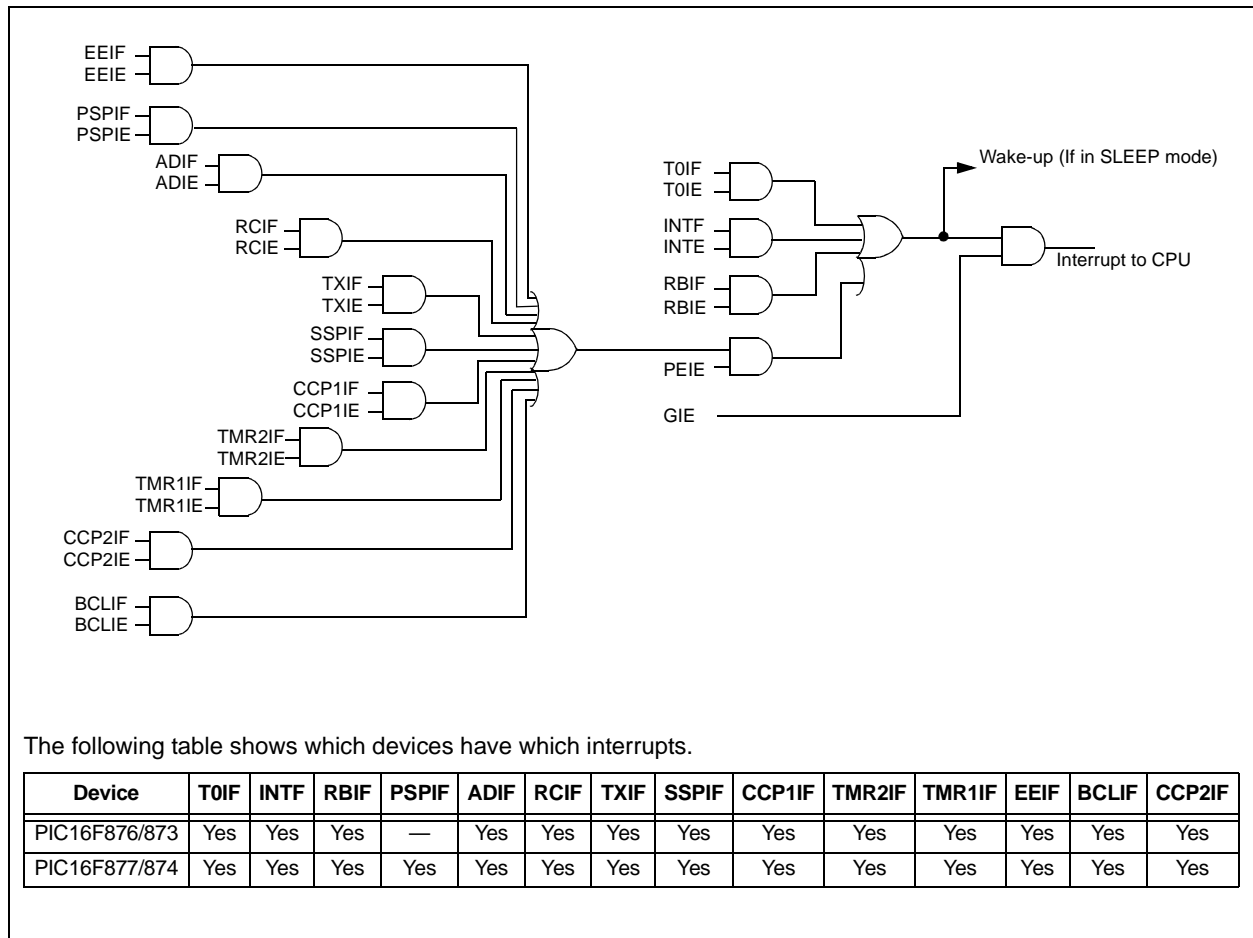 EEIF
EEIE
PSPIF
PSPIE
ADIF
ADIE
RCIF
RCIE
TXIF
TXIE
SSPIF
SSPIE
CCP1IF
CCP1IE
TMR2IF
TMR2IE
TMR1IF
TMR1IE
CCP2IF
CCP2IE
BCLIF
BCLIE
T0IF
T0IE
INTF
INTE
RBIF
RBIE
PEIE
GIE
Wake-up (If in SLEEP mode)
Interrupt to CPU
The following table shows which devices have which interrupts.
Device T0IF INTF RBIF PSPIF ADIF RCIF TXIF SSPIF CCP1IF TMR2IF TMR1IF EEIF BCLIF CCP2IF
PIC16F876/873 Yes Yes Yes — Yes Yes Yes Yes Yes Yes Yes Yes Yes Yes
PIC16F877/874 Yes Yes Yes Yes Yes Yes Yes Yes Yes Yes Yes Yes Yes Yes